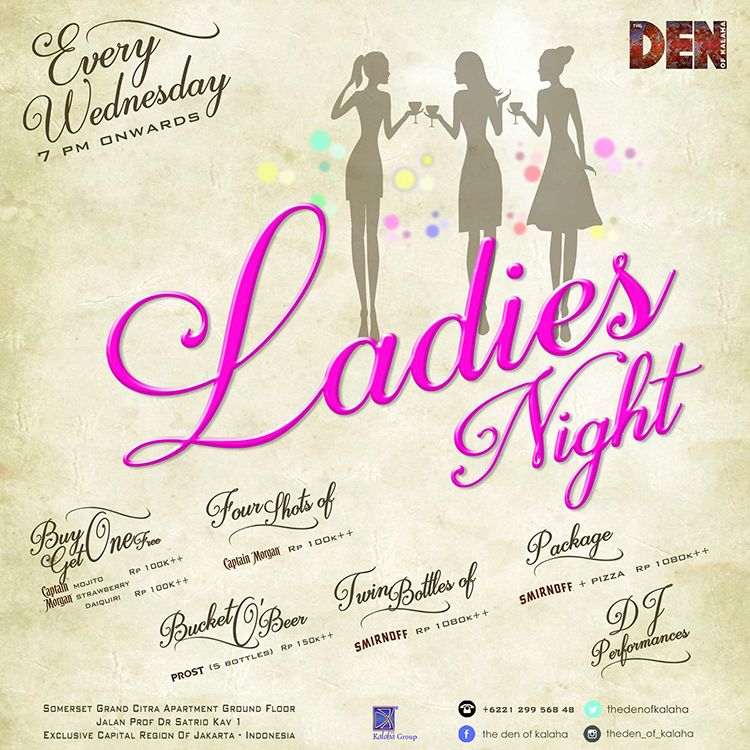 Every
Wednesday
7 PM ONWARDS
THE
DEN
OF KALAHA
Ladies
Night
Buy
Get One Free
Captain Morgan
MOJITO Rp 100K++
STRAWBERRY
DAIQUIRI Rp 100K++
Four Shots of
Captain Morgan Rp 100K++
Bucket O'Beer
PROST (5 BOTTLES) Rp 150K++
Twin Bottles of
SMIRNOFF Rp 1080K++
Package
SMIRNOFF + PIZZA Rp 1080K++
DJ
Performances
Somerset Grand Citra Apartment Ground Floor
Jalan Prof Dr Satrio Kav 1
Exclusive Capital Region Of Jakarta - Indonesia
Kalaha Group
+6221 299 568 48
thedenofkalaha
the den of kalaha
the_den_of_kalaha